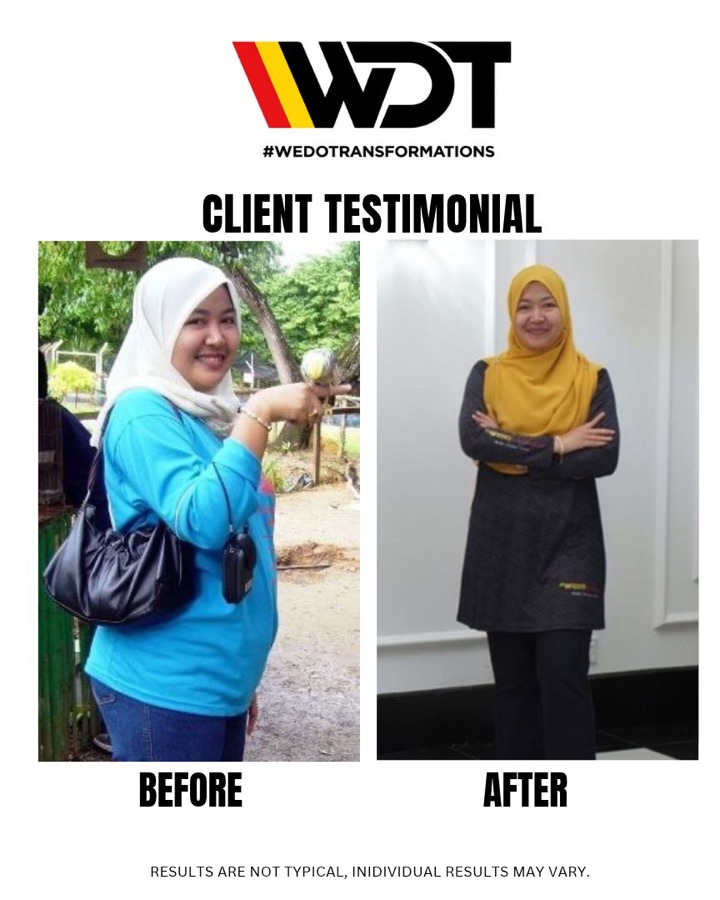 WDT
#WEDOTRANSFORMATIONS
CLIENT TESTIMONIAL
BEFORE
AFTER
RESULTS ARE NOT TYPICAL, INIDIVIDUAL RESULTS MAY VARY.